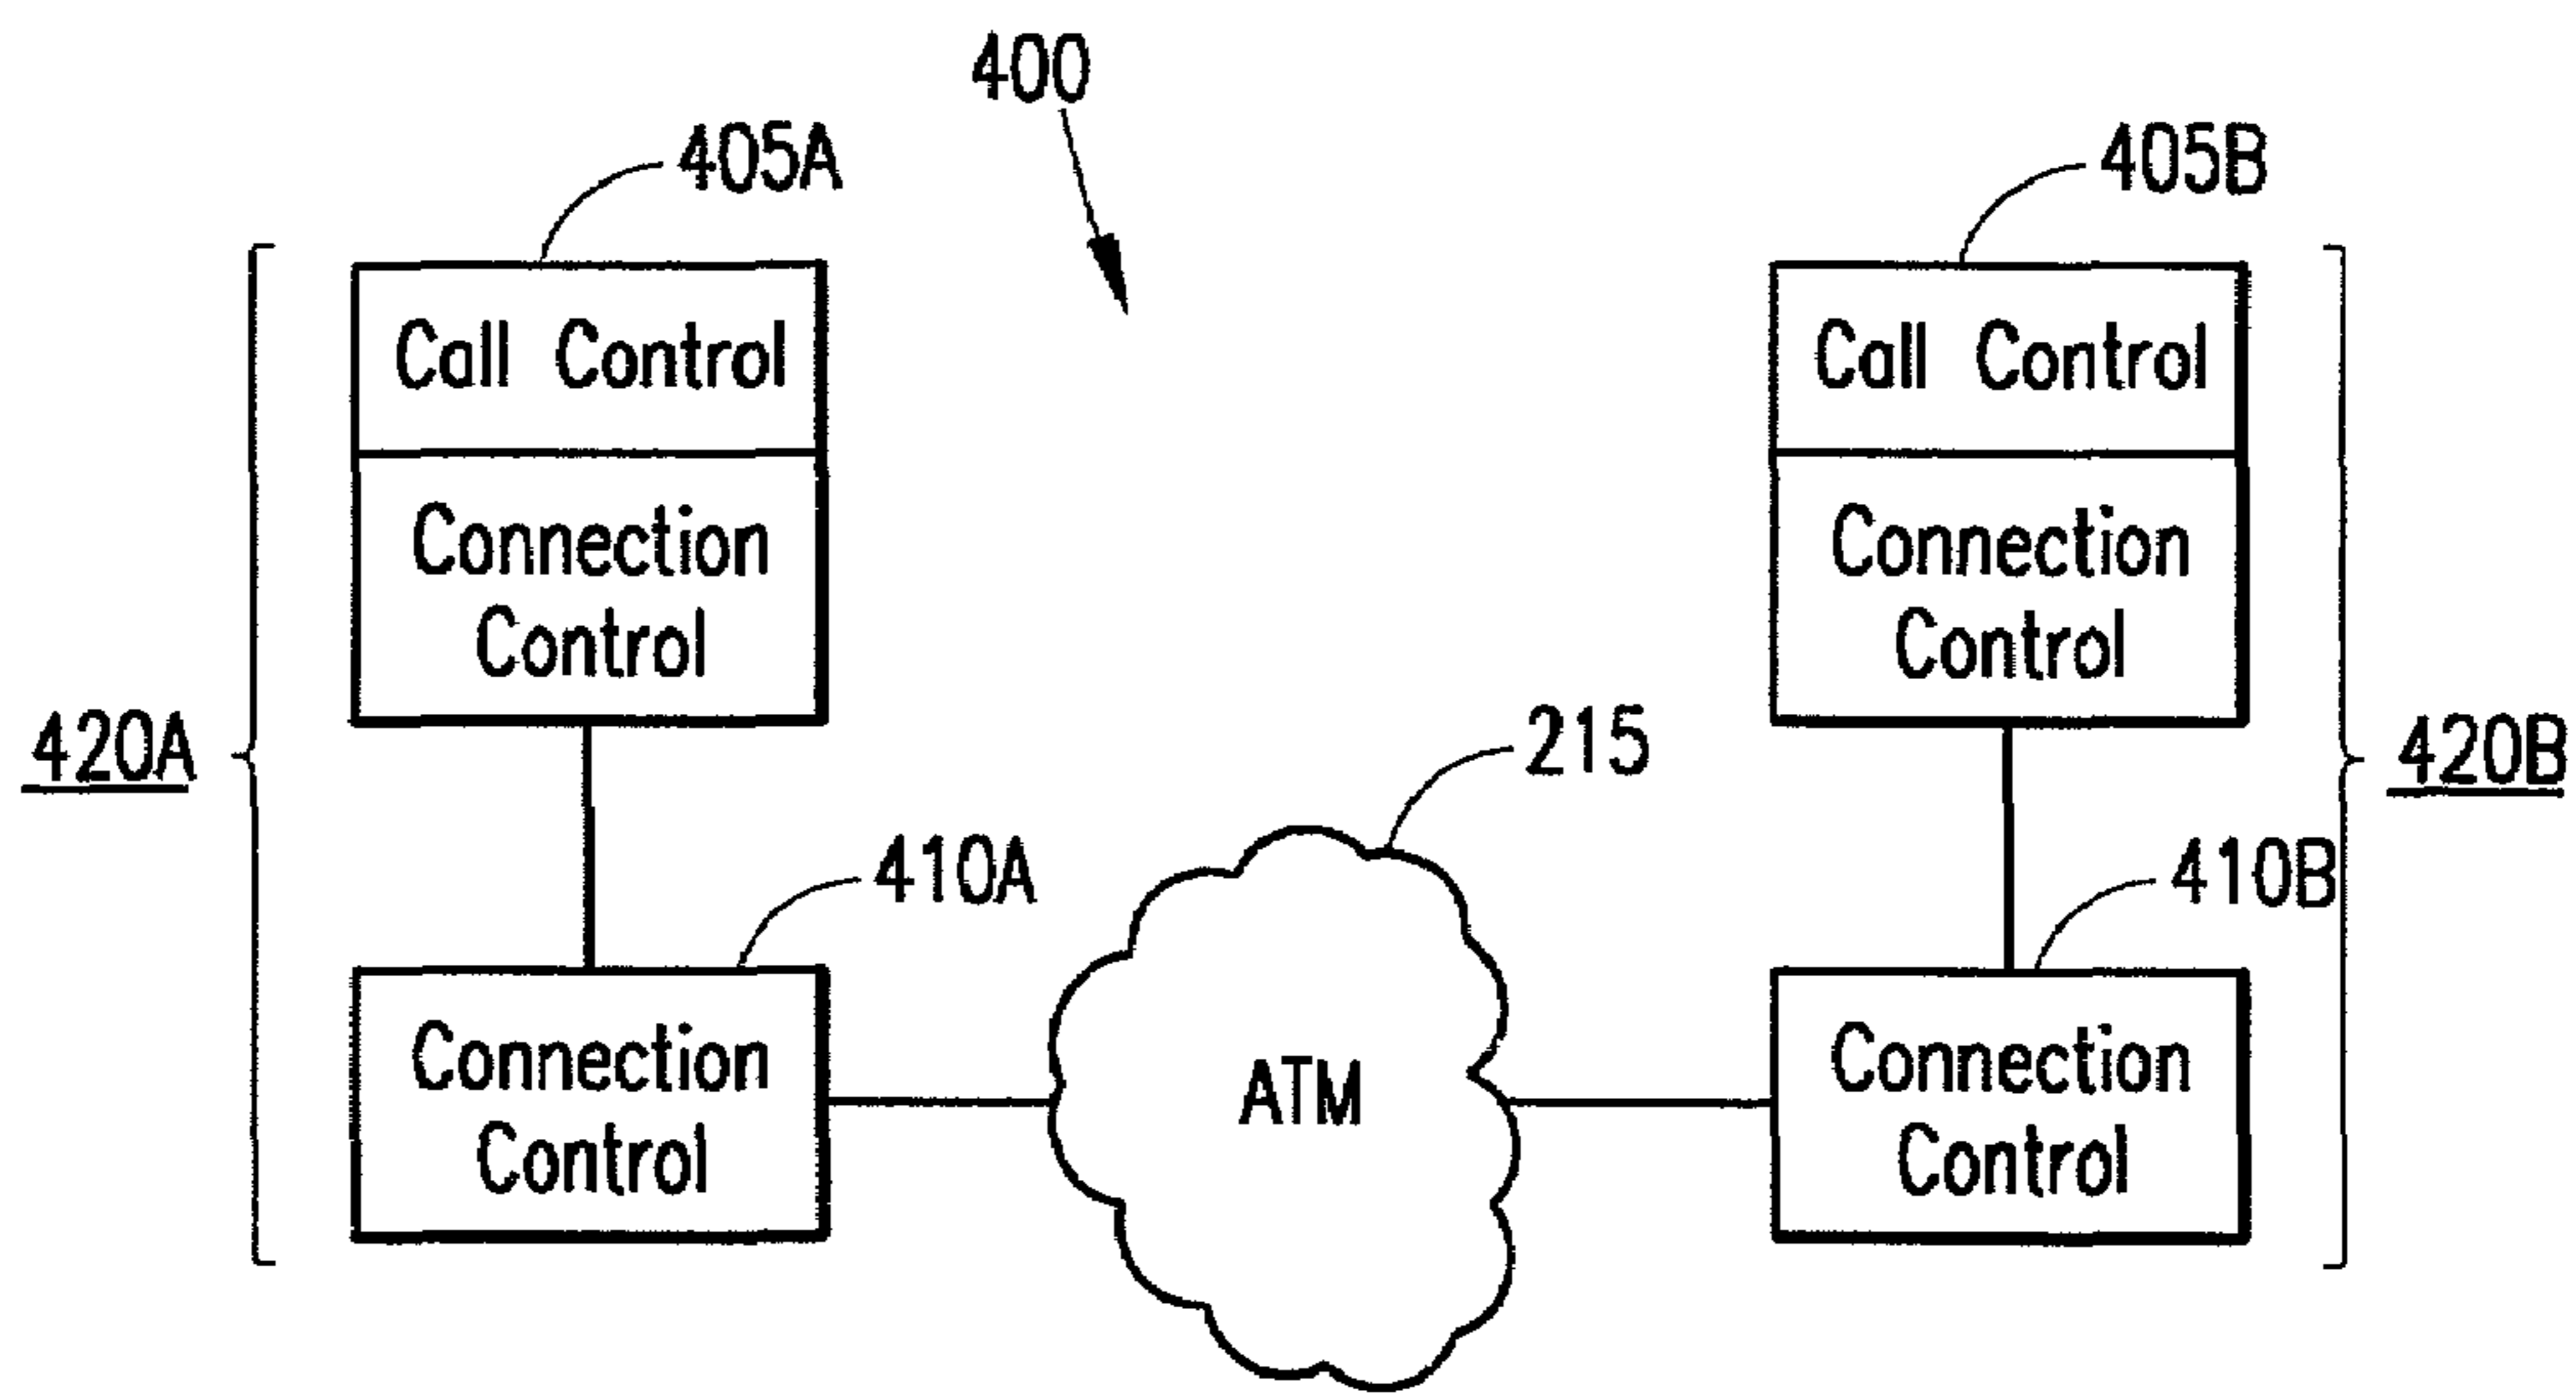 400
405A
405B
Call Control
Call Control
Connection
Control
Connection
Control
420A
215
420B
410A
410B
Connection
Control
ATM
Connection
Control